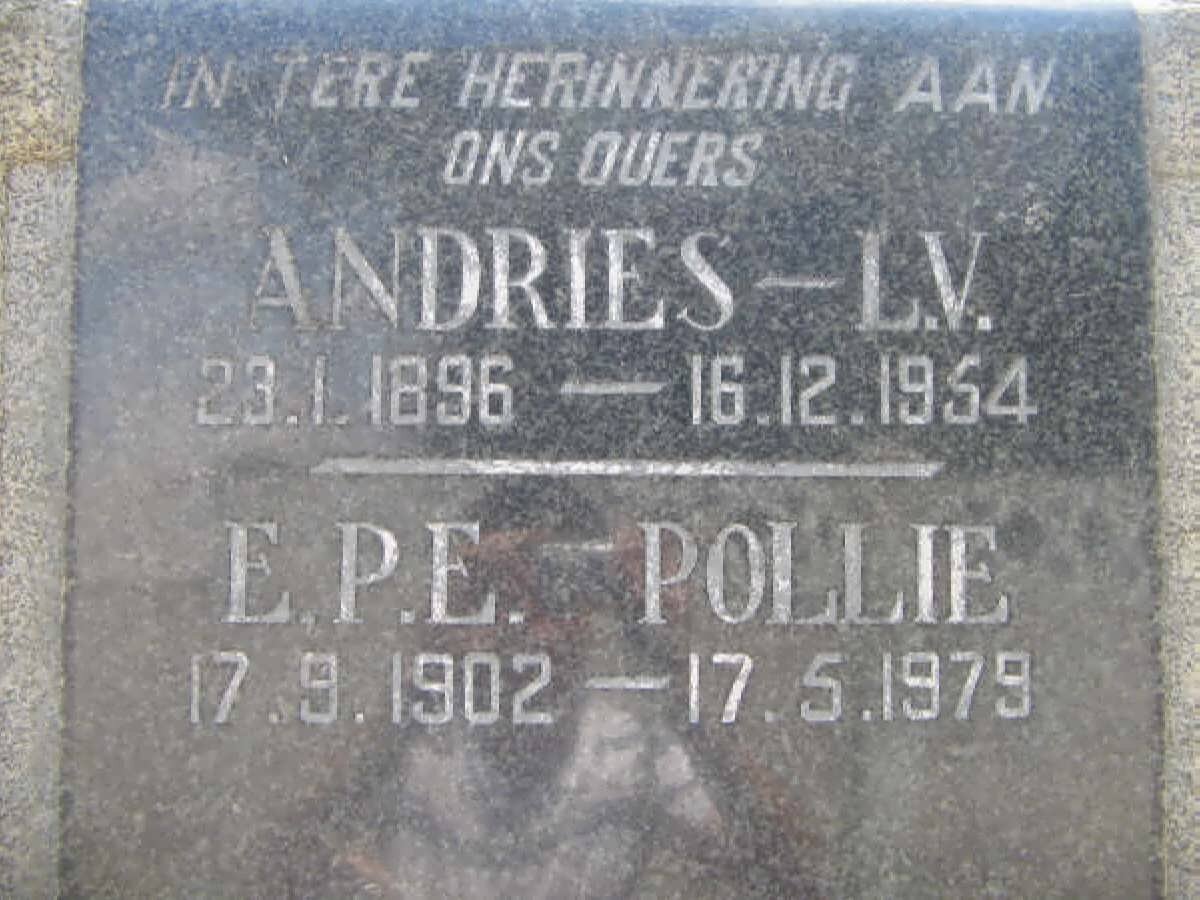 IN TERE HERINNERING AAN
ONS OUERS
ANDRIES – L.V.
23.1.1896 – 16.12.1954
E.P.E. – POLLIE
17.9.1902 – 17.5.1979